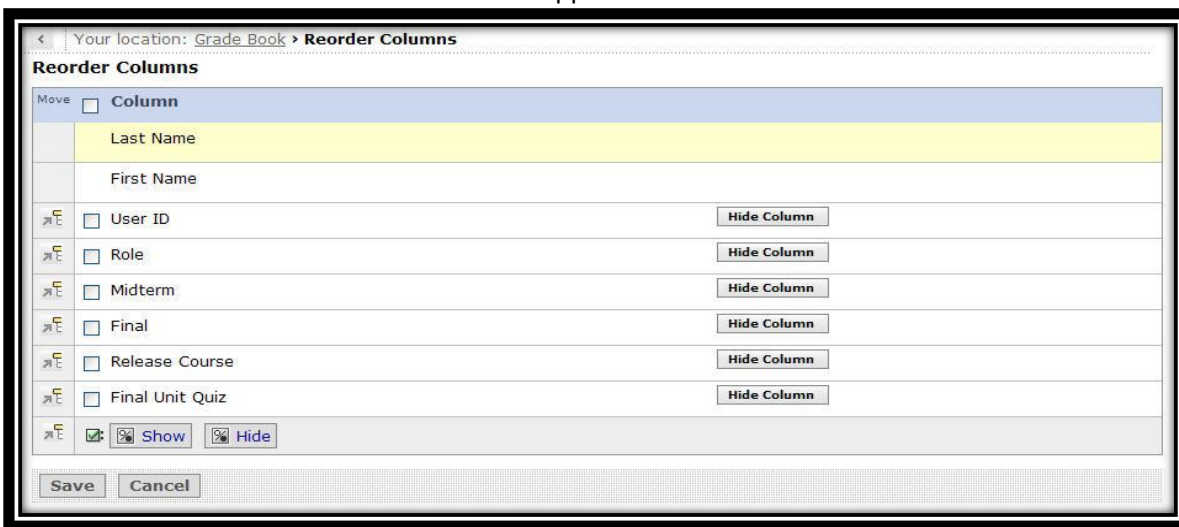 Your location: Grade Book › Reorder Columns
Reorder Columns
Move Column
Last Name
First Name
User ID Hide Column
Role Hide Column
Midterm Hide Column
Final Hide Column
Release Course Hide Column
Final Unit Quiz Hide Column
Show Hide
Save Cancel